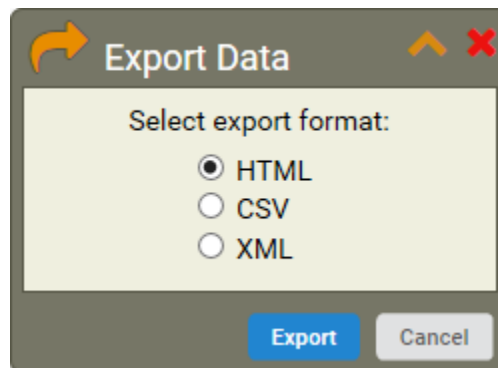 Export Data
Select export format:
HTML
CSV
XML
Export
Cancel